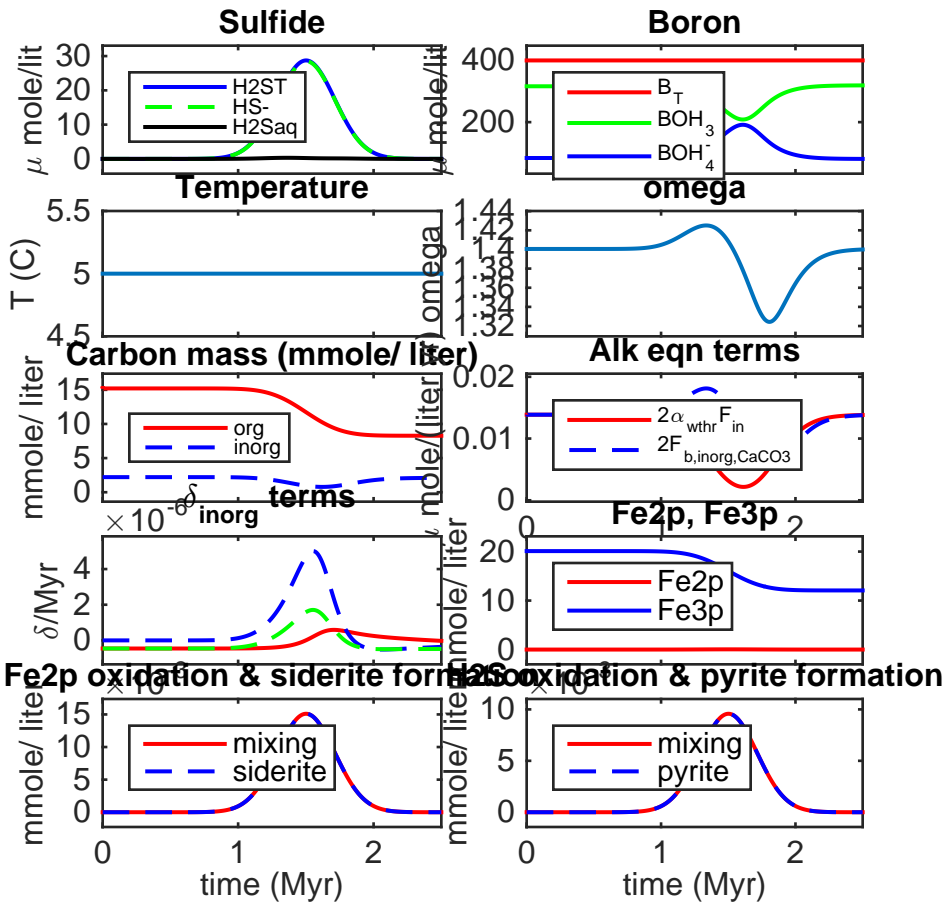 Sulfide
30
20
10
0
μ mole/lit
H2ST
HS-
H2Saq
Boron
400
200
μ mole/lit
B_T
BOH_3
BOH_4^-
Temperature
5.5
5
4.5
T (C)
omega
1.44
1.42
1.4
1.38
1.36
1.34
1.32
omega
Carbon mass (mmole/ liter)
15
10
5
0
mmole/ liter
org
inorg
Alk eqn terms
0.02
0.01
0
μ mole/(liter
2α_wthr F_in
2F_b,inorg,CaCO3
0
2
δ_inorg terms
×10^-6
4
2
0
δ/Myr
Fe2p, Fe3p
20
10
0
mmole/ liter
Fe2p
Fe3p
Fe2p oxidation & siderite formation
15
10
5
0
mmole/ liter
mixing
siderite
0
1
2
time (Myr)
H2S oxidation & pyrite formation
10
5
0
mmole/ liter
mixing
pyrite
0
1
2
time (Myr)